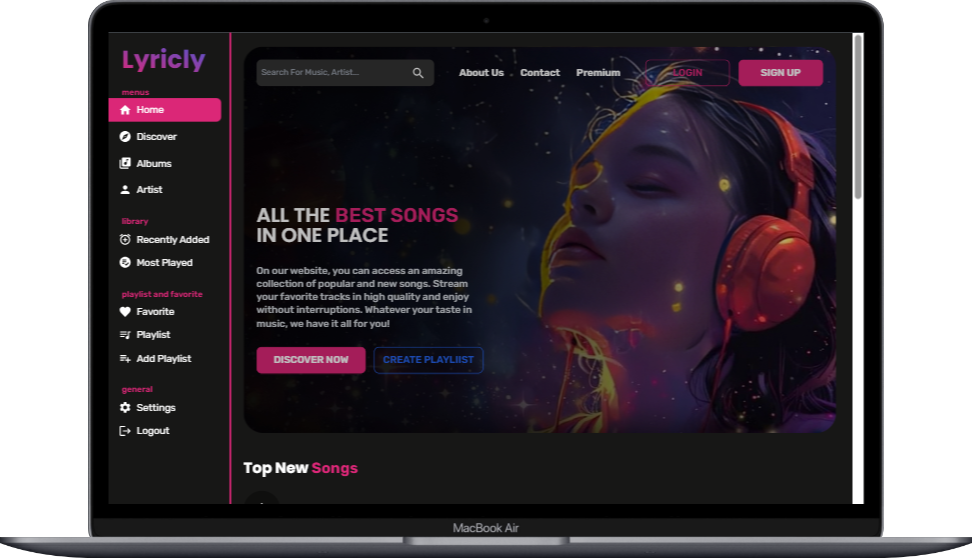 Lyricly
menus
Home
Discover
Albums
Artist
library
Recently Added
Most Played
playlist and favorite
Favorite
Playlist
Add Playlist
general
Settings
Logout
Search For Music, Artist...
About Us
Contact
Premium
LOGIN
SIGN UP
ALL THE BEST SONGS
IN ONE PLACE
On our website, you can access an amazing
collection of popular and new songs. Stream
your favorite tracks in high quality and enjoy
without interruptions. Whatever your taste in
music, we have it all for you!
DISCOVER NOW
CREATE PLAYLIIST
Top New Songs
MacBook Air